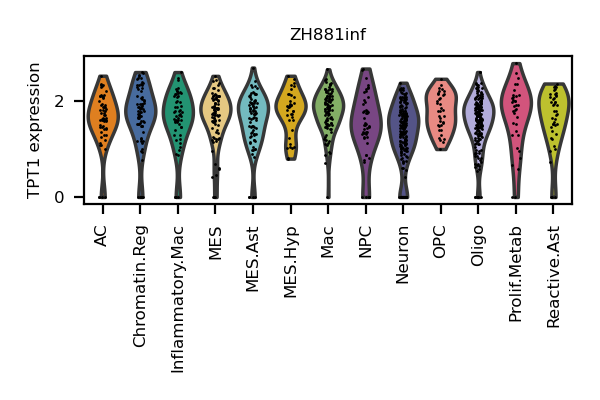 ZH881inf
TPT1 expression
2
0
AC
Chromatin.Reg
Inflammatory.Mac
MES
MES.Ast
MES.Hyp
Mac
NPC
Neuron
OPC
Oligo
Prolif.Metab
Reactive.Ast